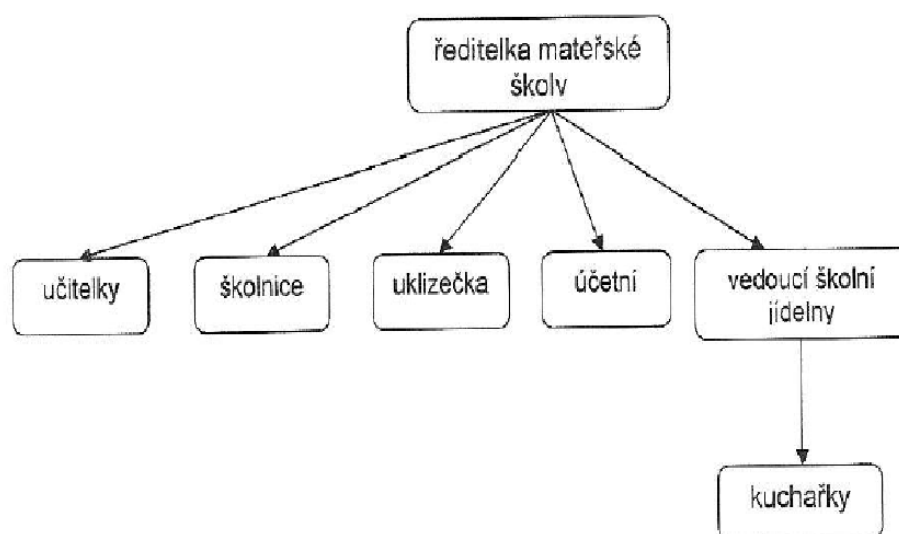 ředitelka mateřské
školv
učitelky
školnice
uklizečka
účetní
vedoucí školní
jídelny
kuchařky